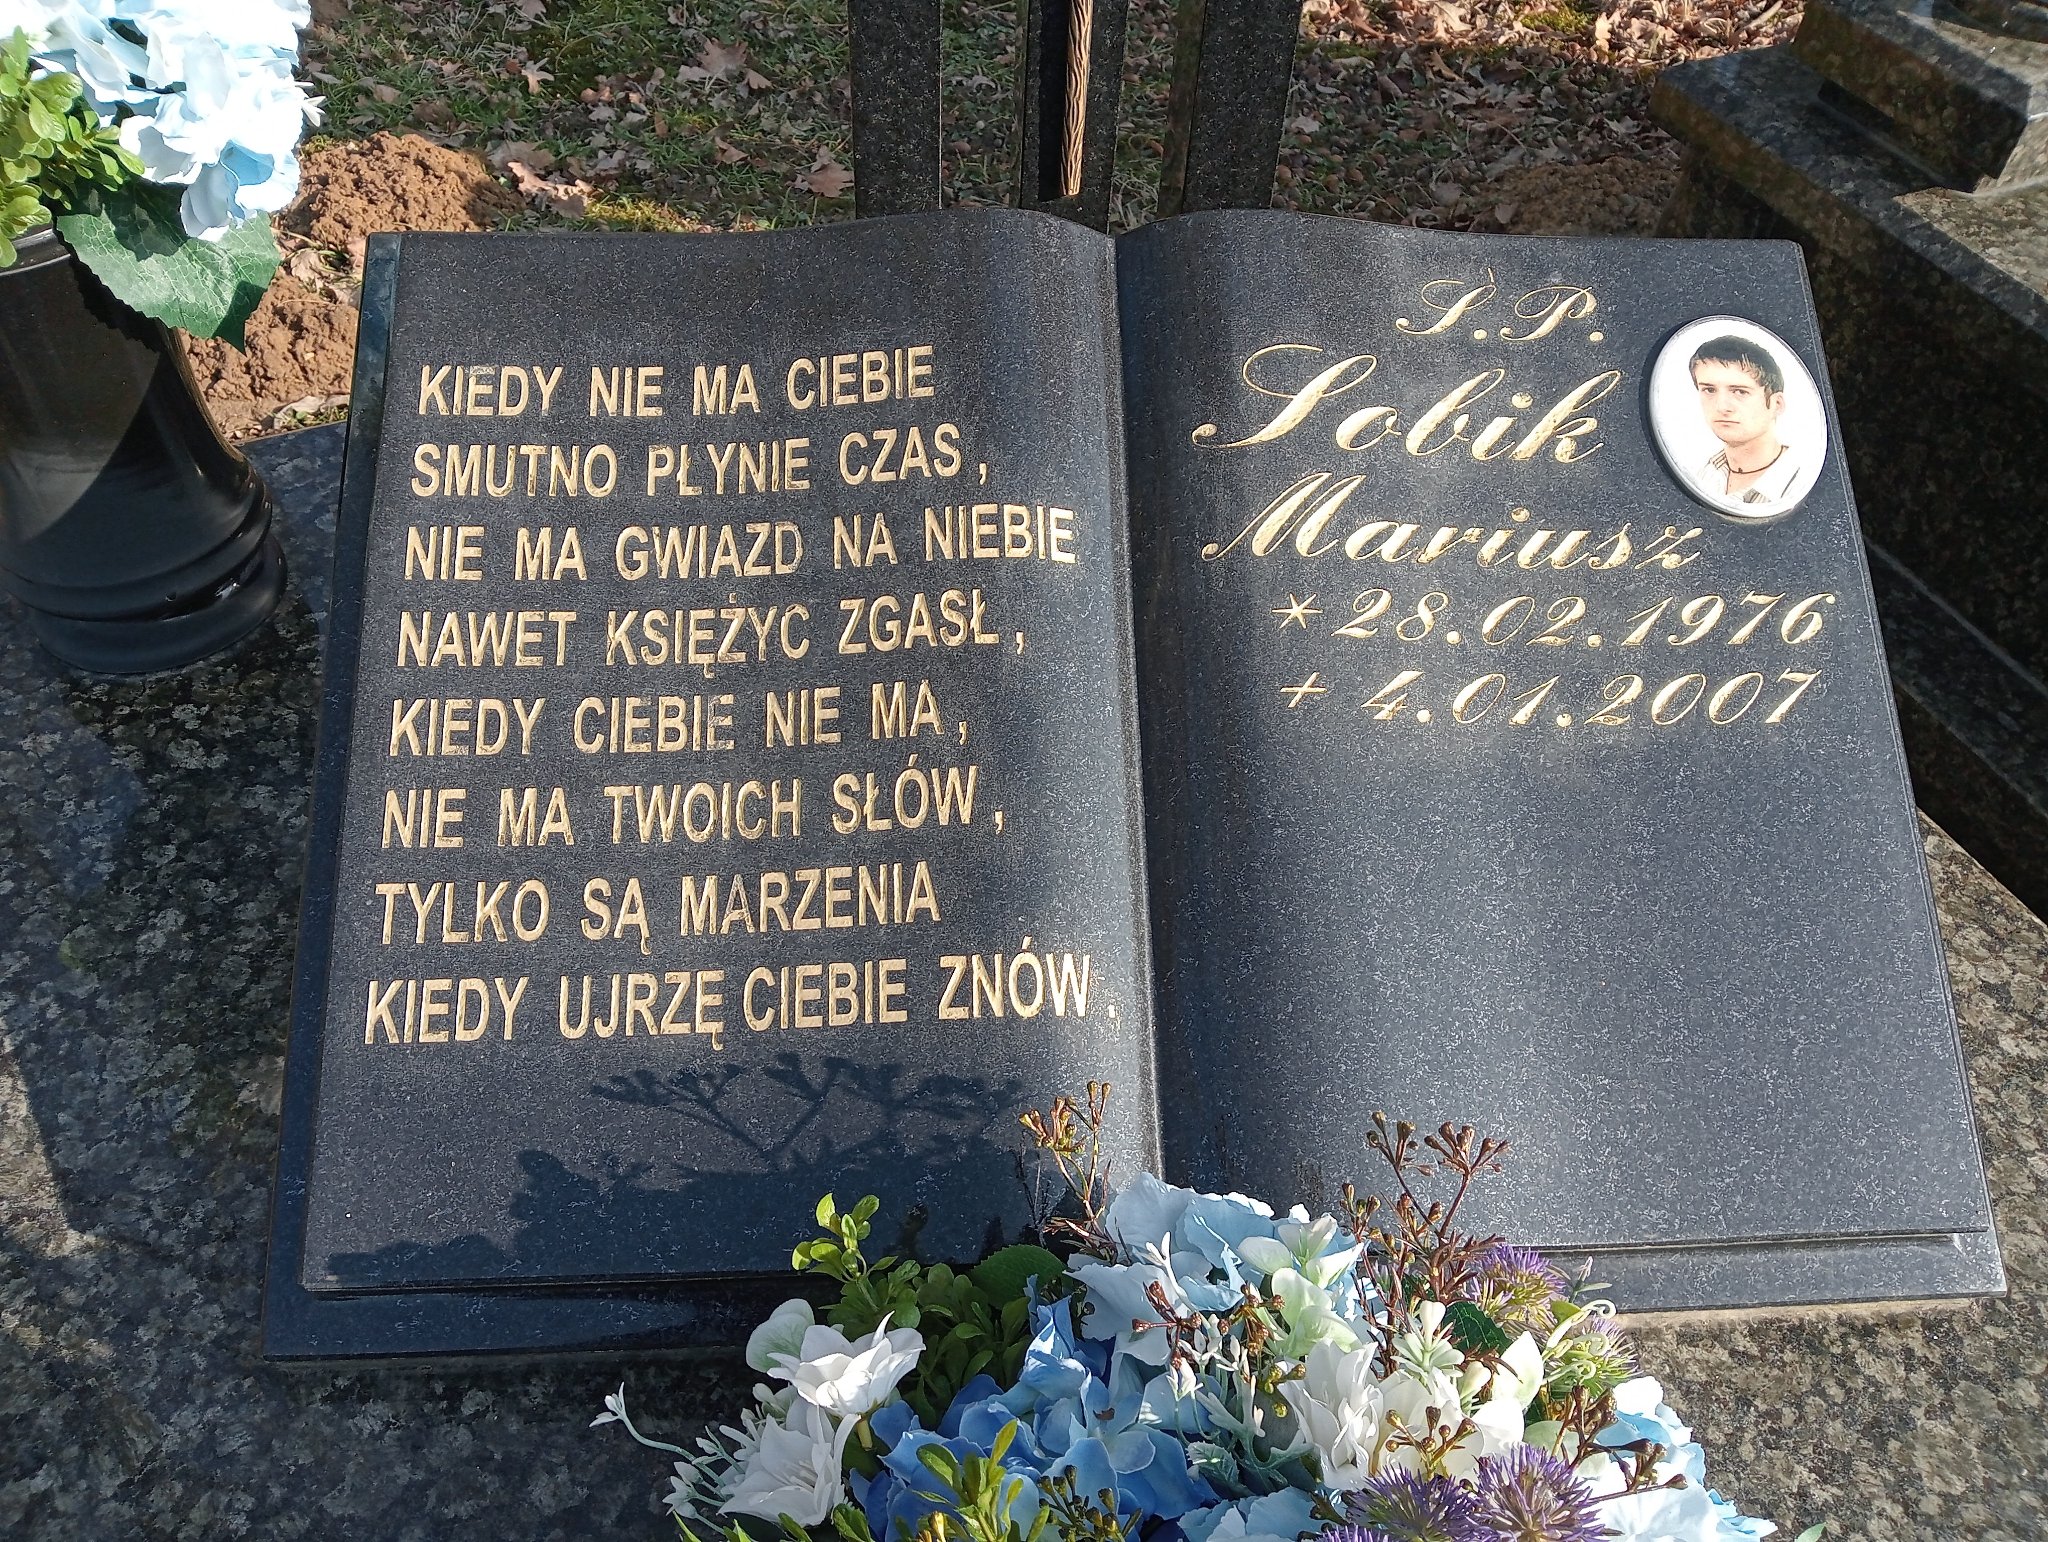 KIEDY NIE MA CIEBIE
SMUTNO PŁYNIE CZAS,
NIE MA GWIAZD NA NIEBIE
NAWET KSIĘŻYC ZGASŁ,
KIEDY CIEBIE NIE MA,
NIE MA TWOICH SŁÓW,
TYLKO SĄ MARZENIA
KIEDY UJRZĘ CIEBIE ZNÓW.
Ś.P.
Sobik
Mariusz
* 28.02.1976
+ 4.01.2007